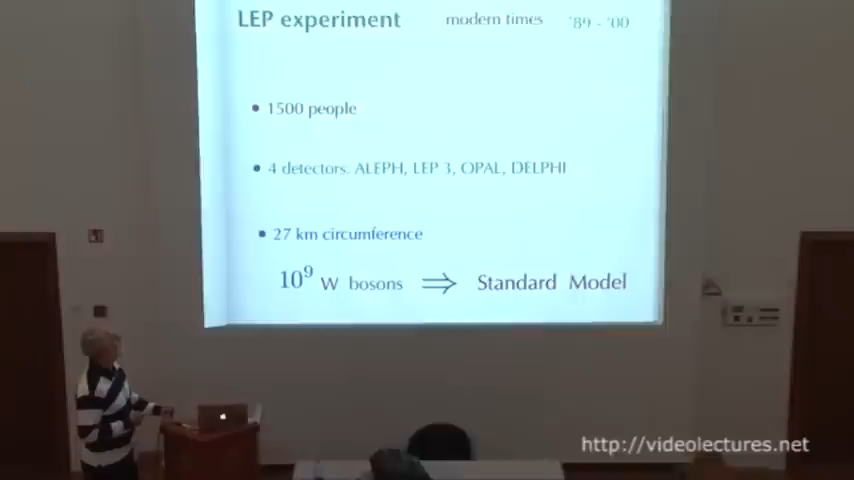 LEP experiment modern times '89 - '00
• 1500 people
• 4 detectors: ALEPH, LEP 3, OPAL, DELPHI
• 27 km circumference
10⁹ W bosons ⟹ Standard Model
http://videolectures.net